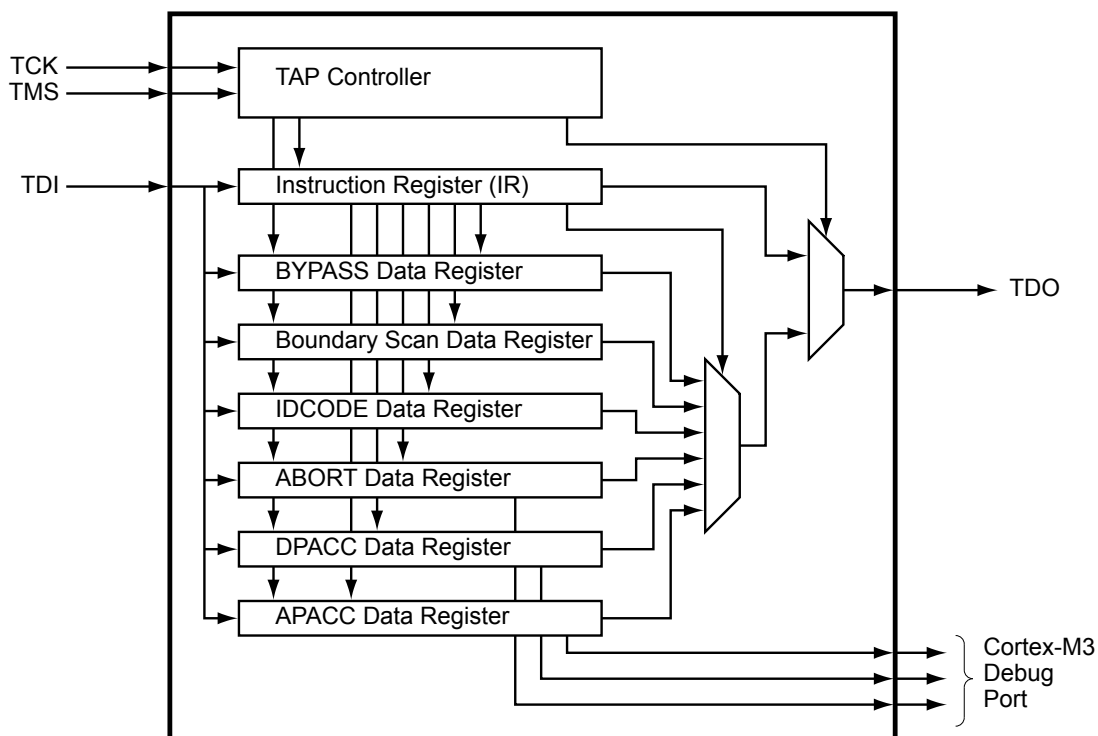 TCK
TMS
TAP Controller
TDI
Instruction Register (IR)
BYPASS Data Register
TDO
Boundary Scan Data Register
IDCODE Data Register
ABORT Data Register
DPACC Data Register
APACC Data Register
Cortex-M3
Debug
Port